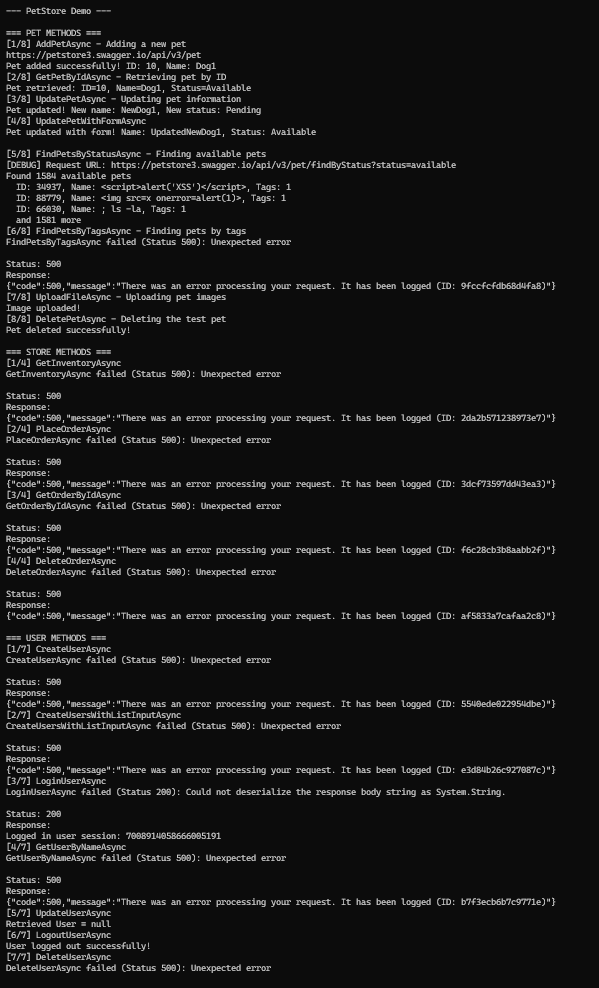 --- PetStore Demo ---
=== PET METHODS ===
[1/8] AddPetAsync - Adding a new pet
https://petstore3.swagger.io/api/v3/pet
Pet added successfully! ID: 10, Name: Dog1
[2/8] GetPetByIdAsync - Retrieving pet by ID
Pet retrieved: ID=10, Name=Dog1, Status=Available
[3/8] UpdatePetAsync - Updating pet information
Pet updated! New name: NewDog1, New status: Pending
[4/8] UpdatePetWithFormAsync
Pet updated with form! Name: UpdatedNewDog1, Status: Available
[5/8] FindPetsByStatusAsync - Finding available pets
[DEBUG] Request URL: https://petstore3.swagger.io/api/v3/pet/findByStatus?status=available
Found 1584 available pets
ID: 34937, Name: <script>alert('XSS')</script>, Tags: 1
ID: 88779, Name: <img src=x onerror=alert(1)>, Tags: 1
ID: 66030, Name: ; ls -la, Tags: 1
and 1581 more
[6/8] FindPetsByTagsAsync - Finding pets by tags
FindPetsByTagsAsync failed (Status 500): Unexpected error
Status: 500
Response:
{"code":500,"message":"There was an error processing your request. It has been logged (ID: 9fccfcfdb68d4fa8)"}
[7/8] UploadFileAsync - Uploading pet images
Image uploaded!
[8/8] DeletePetAsync - Deleting the test pet
Pet deleted successfully!
=== STORE METHODS ===
[1/4] GetInventoryAsync
GetInventoryAsync failed (Status 500): Unexpected error
Status: 500
Response:
{"code":500,"message":"There was an error processing your request. It has been logged (ID: 2da2b571238973e7)"}
[2/4] PlaceOrderAsync
PlaceOrderAsync failed (Status 500): Unexpected error
Status: 500
Response:
{"code":500,"message":"There was an error processing your request. It has been logged (ID: 3dcf73597dd43ea3)"}
[3/4] GetOrderByIdAsync
GetOrderByIdAsync failed (Status 500): Unexpected error
Status: 500
Response:
{"code":500,"message":"There was an error processing your request. It has been logged (ID: f6c28cb3b8aabb2f)"}
[4/4] DeleteOrderAsync
DeleteOrderAsync failed (Status 500): Unexpected error
Status: 500
Response:
{"code":500,"message":"There was an error processing your request. It has been logged (ID: af5833a7cafaa2c8)"}
=== USER METHODS ===
[1/7] CreateUserAsync
CreateUserAsync failed (Status 500): Unexpected error
Status: 500
Response:
{"code":500,"message":"There was an error processing your request. It has been logged (ID: 5540ede022954dbe)"}
[2/7] CreateUsersWithListInputAsync
CreateUsersWithListInputAsync failed (Status 500): Unexpected error
Status: 500
Response:
{"code":500,"message":"There was an error processing your request. It has been logged (ID: e3d84b26c927087c)"}
[3/7] LoginUserAsync
LoginUserAsync failed (Status 200): Could not deserialize the response body string as System.String.
Status: 200
Response:
Logged in user session: 7008914058666005191
[4/7] GetUserByNameAsync
GetUserByNameAsync failed (Status 500): Unexpected error
Status: 500
Response:
{"code":500,"message":"There was an error processing your request. It has been logged (ID: b7f3ecb6b7c9771e)"}
[5/7] UpdateUserAsync
Retrieved User = null
[6/7] LogoutUserAsync
User logged out successfully!
[7/7] DeleteUserAsync
DeleteUserAsync failed (Status 500): Unexpected error